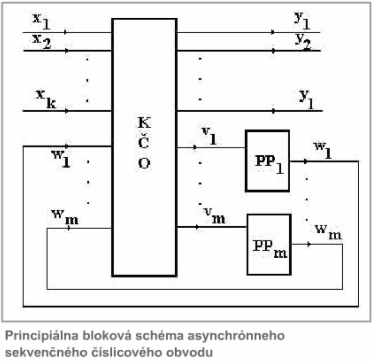 x1 y1
x2 y2
xk yl
K
Č
O
w1 v1 PP1 w1
wm vm PPm wm
Principiálna bloková schéma asynchrónneho
sekvenčného číslicového obvodu